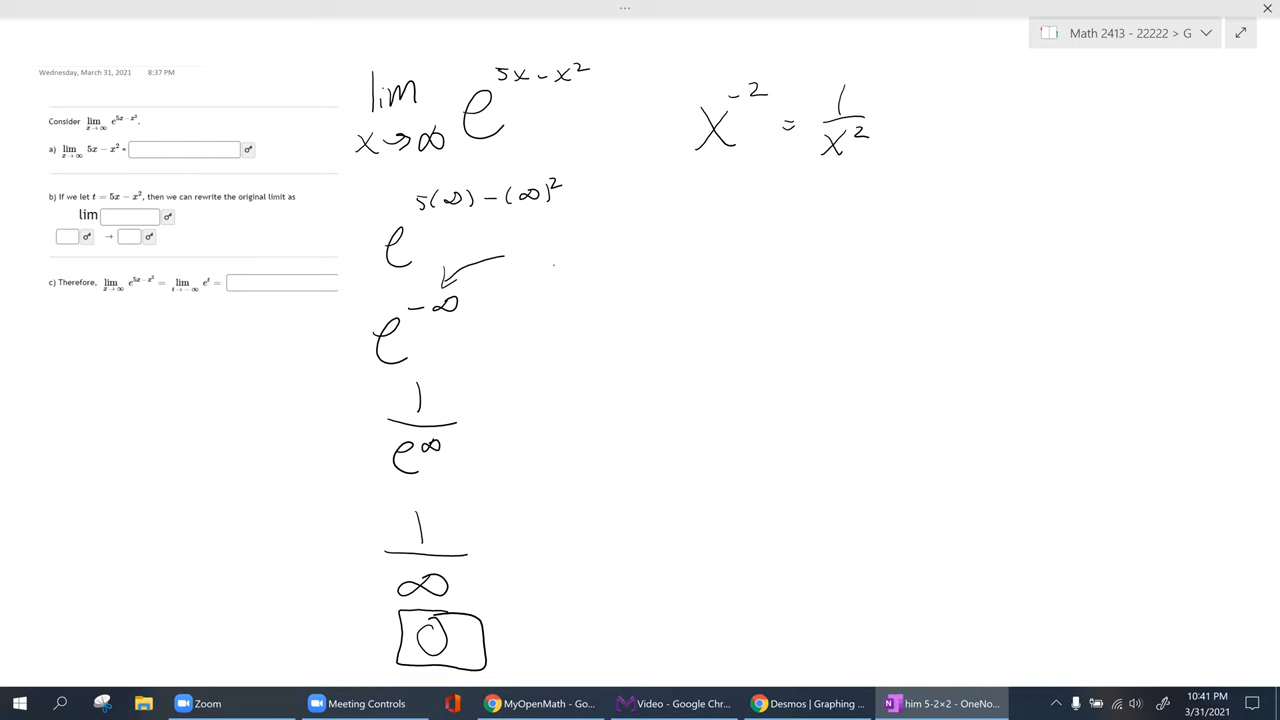 Math 2413 - 22222 > G
Wednesday, March 31, 2021 8:37 PM
Consider lim x→∞ e^{5x−x²}.
a) lim x→∞ 5x − x² =
b) If we let t = 5x − x², then we can rewrite the original limit as
lim
→
c) Therefore, lim x→∞ e^{5x−x²} = lim t→−∞ e^t =
lim x→∞ e^{5x−x²}
e^{5(∞)−(∞)²}
e^{−∞}
1/e^∞
1/∞
0
x^{-2} = 1/x²
Zoom
Meeting Controls
MyOpenMath - Go...
Video - Google Chr...
Desmos | Graphing ...
him 5-2×2 - OneNo...
10:41 PM
3/31/2021